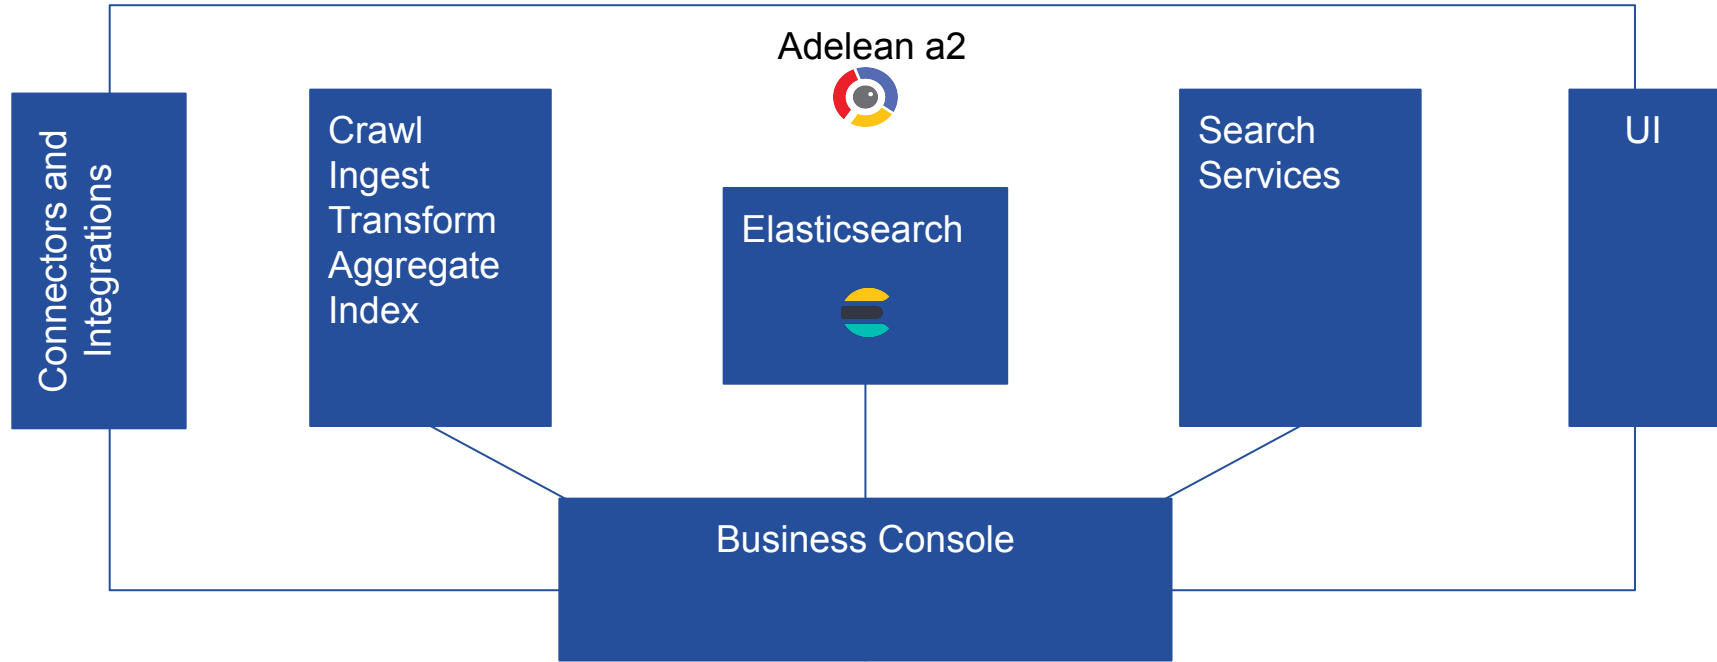 Adelean a2
Connectors and
Integrations
Crawl
Ingest
Transform
Aggregate
Index
Elasticsearch
Search
Services
UI
Business Console